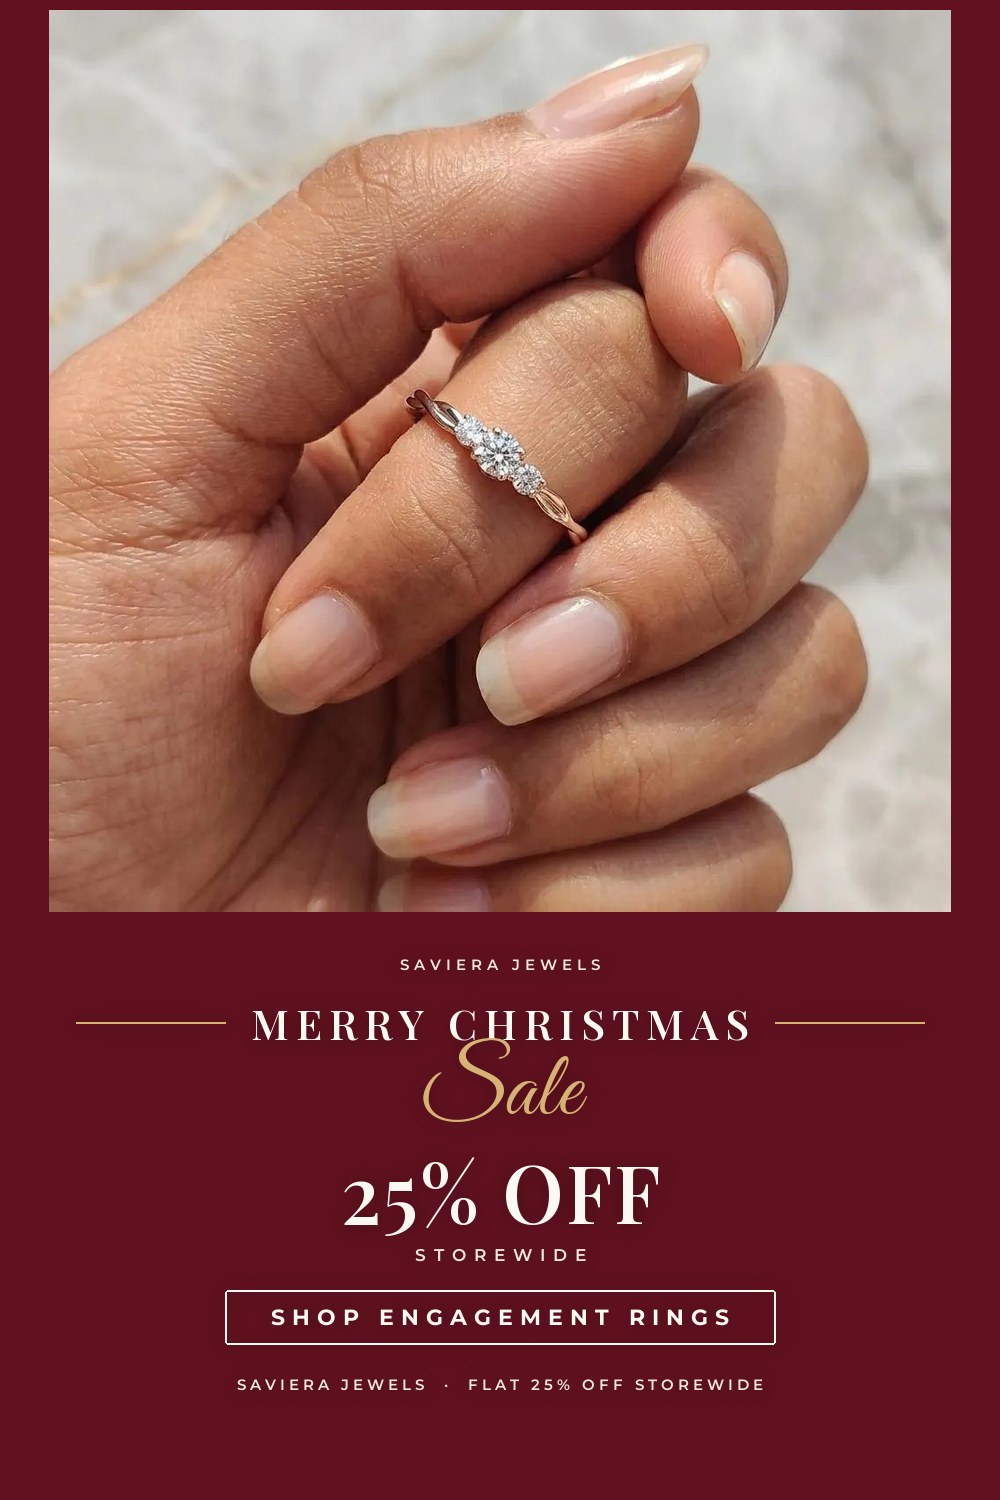 SAVIERA JEWELS
MERRY CHRISTMAS
Sale
25% OFF
STOREWIDE
SHOP ENGAGEMENT RINGS
SAVIERA JEWELS · FLAT 25% OFF STOREWIDE